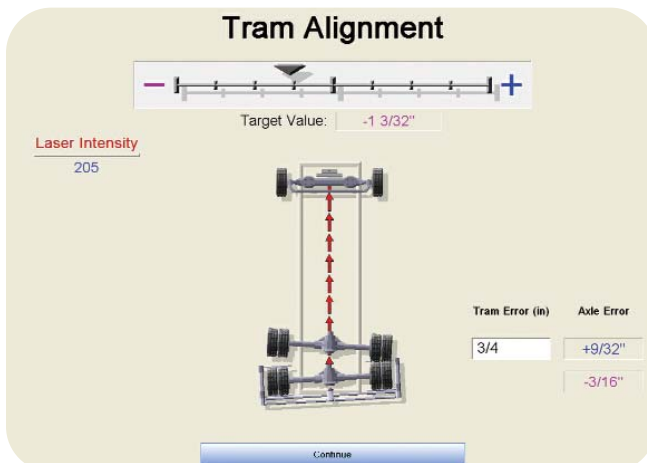 Tram Alignment
− +
Target Value: -1 3/32"
Laser Intensity
205
Tram Error (in) Axle Error
3/4 +9/32"
-3/16"
Continue